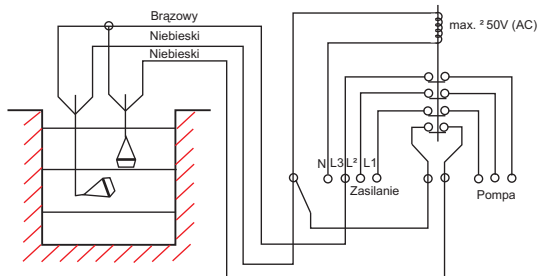 Brązowy
Niebieski
Niebieski
max. ² 50V (AC)
N L3 L² L1
Zasilanie
Pompa